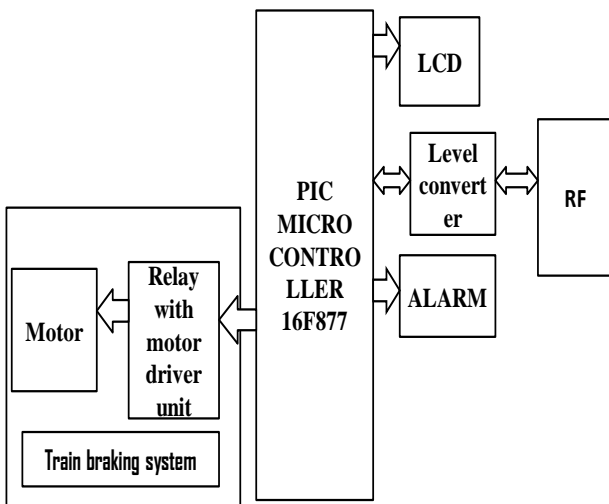 LCD
Level
convert
er
RF
PIC
MICRO
CONTRO
LLER
16F877
ALARM
Motor
Relay
with
motor
driver
unit
Train braking system